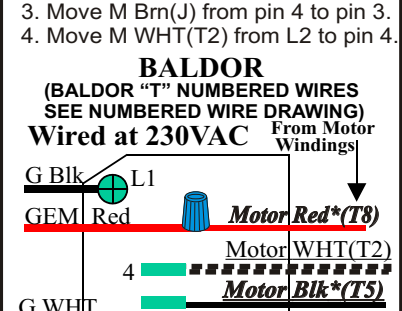 3. Move M Brn(J) from pin 4 to pin 3.
4. Move M WHT(T2) from L2 to pin 4.
BALDOR
(BALDOR “T” NUMBERED WIRES
SEE NUMBERED WIRE DRAWING)
Wired at 230VAC
From Motor
Windings
G Blk
L1
GEM Red
Motor Red*(T8)
Motor WHT(T2)
4
Motor Blk*(T5)
G WHT